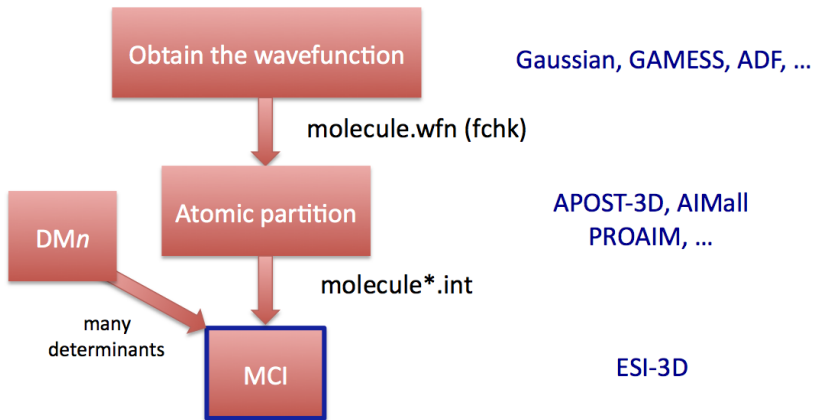 Obtain the wavefunction
Gaussian, GAMESS, ADF, ...
molecule.wfn (fchk)
Atomic partition
APOST-3D, AIMall
PROAIM, ...
DMn
molecule*.int
many
determinants
MCI
ESI-3D